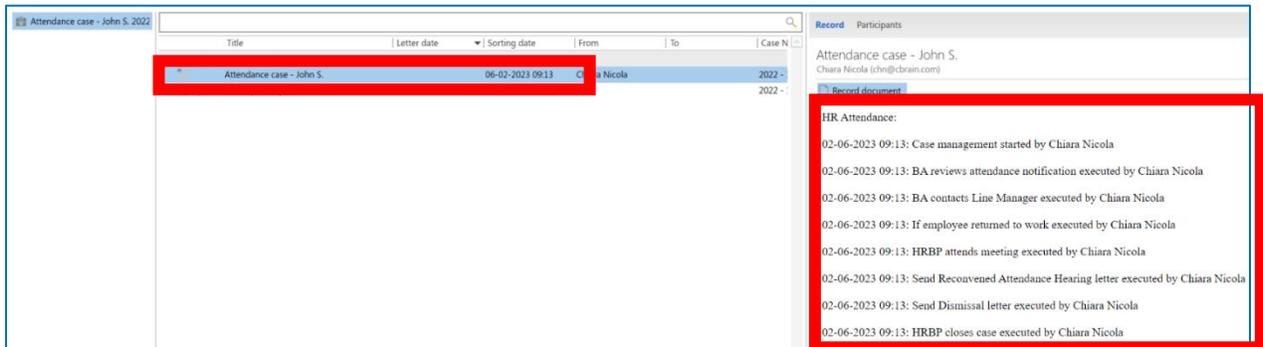 Attendance case - John S. 2022
Title Letter date Sorting date From To Case N
Attendance case - John S. 06-02-2023 09:13 Chiara Nicola 2022 -
2022 -
Record Participants
Attendance case - John S.
Chiara Nicola (chn@cbrain.com)
Record document
HR Attendance:
02-06-2023 09:13: Case management started by Chiara Nicola
02-06-2023 09:13: BA reviews attendance notification executed by Chiara Nicola
02-06-2023 09:13: BA contacts Line Manager executed by Chiara Nicola
02-06-2023 09:13: If employee returned to work executed by Chiara Nicola
02-06-2023 09:13: HRBP attends meeting executed by Chiara Nicola
02-06-2023 09:13: Send Reconvened Attendance Hearing letter executed by Chiara Nicola
02-06-2023 09:13: Send Dismissal letter executed by Chiara Nicola
02-06-2023 09:13: HRBP closes case executed by Chiara Nicola